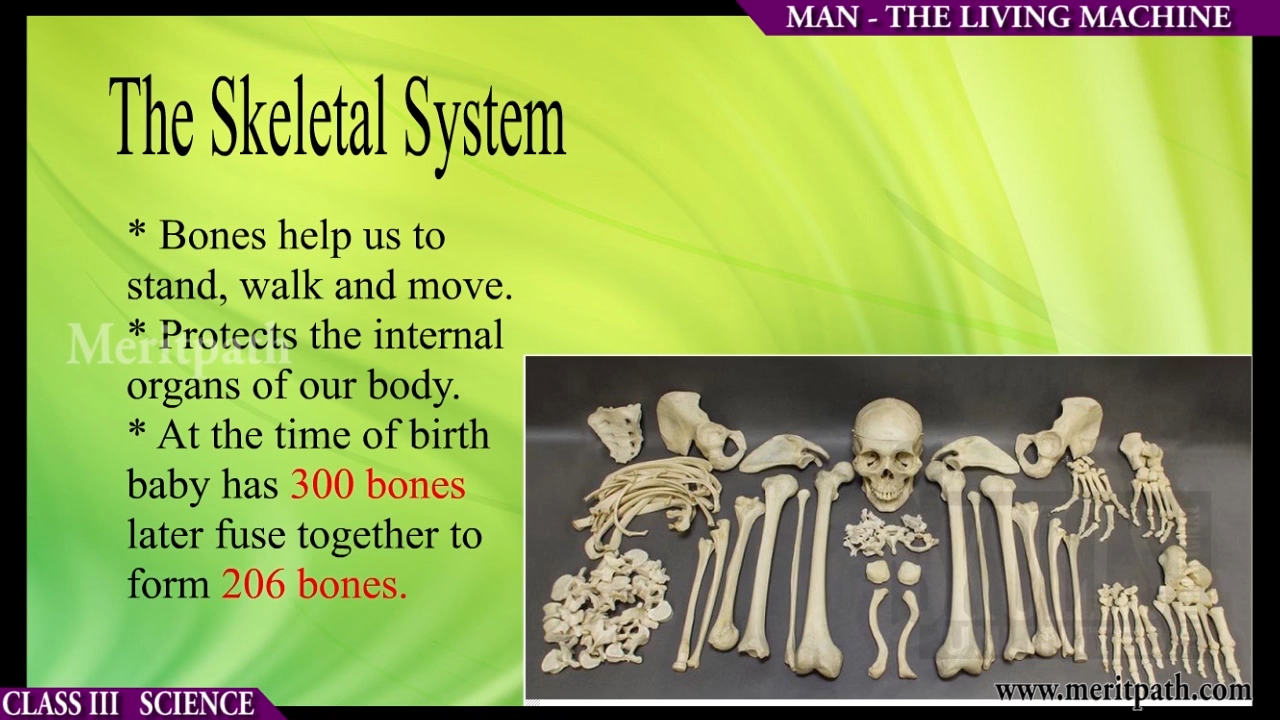 MAN - THE LIVING MACHINE
The Skeletal System
* Bones help us to
stand, walk and move.
* Protects the internal
Meritpath
organs of our body.
* At the time of birth
baby has 300 bones
later fuse together to
form 206 bones.
www.meritpath.com
CLASS III SCIENCE